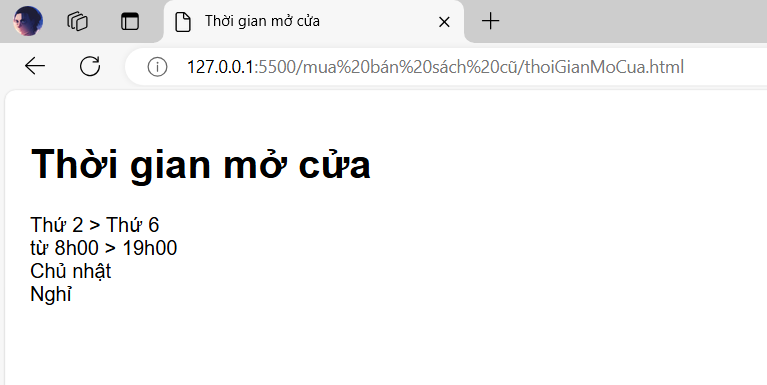 Thời gian mở cửa
127.0.0.1:5500/mua%20bán%20sách%20cũ/thoiGianMoCua.html
Thời gian mở cửa
Thứ 2 > Thứ 6
từ 8h00 > 19h00
Chủ nhật
Nghỉ